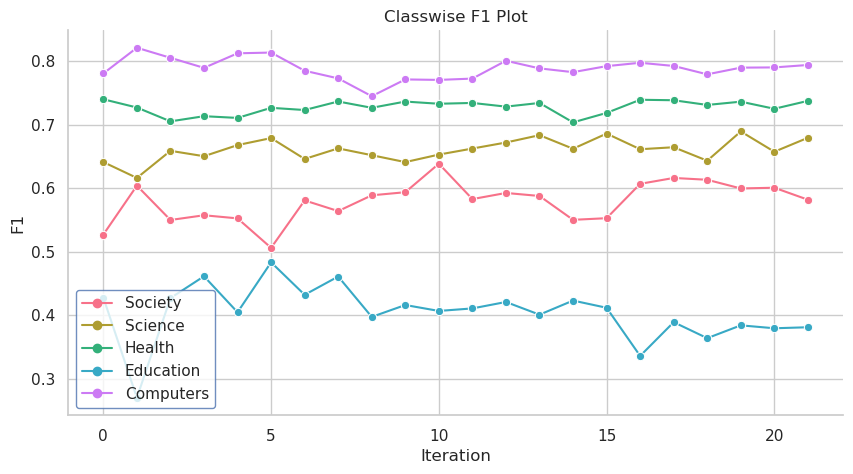 Classwise F1 Plot
F1
0.8
0.7
0.6
0.5
0.4
0.3
Society
Science
Health
Education
Computers
0 5 10 15 20
Iteration